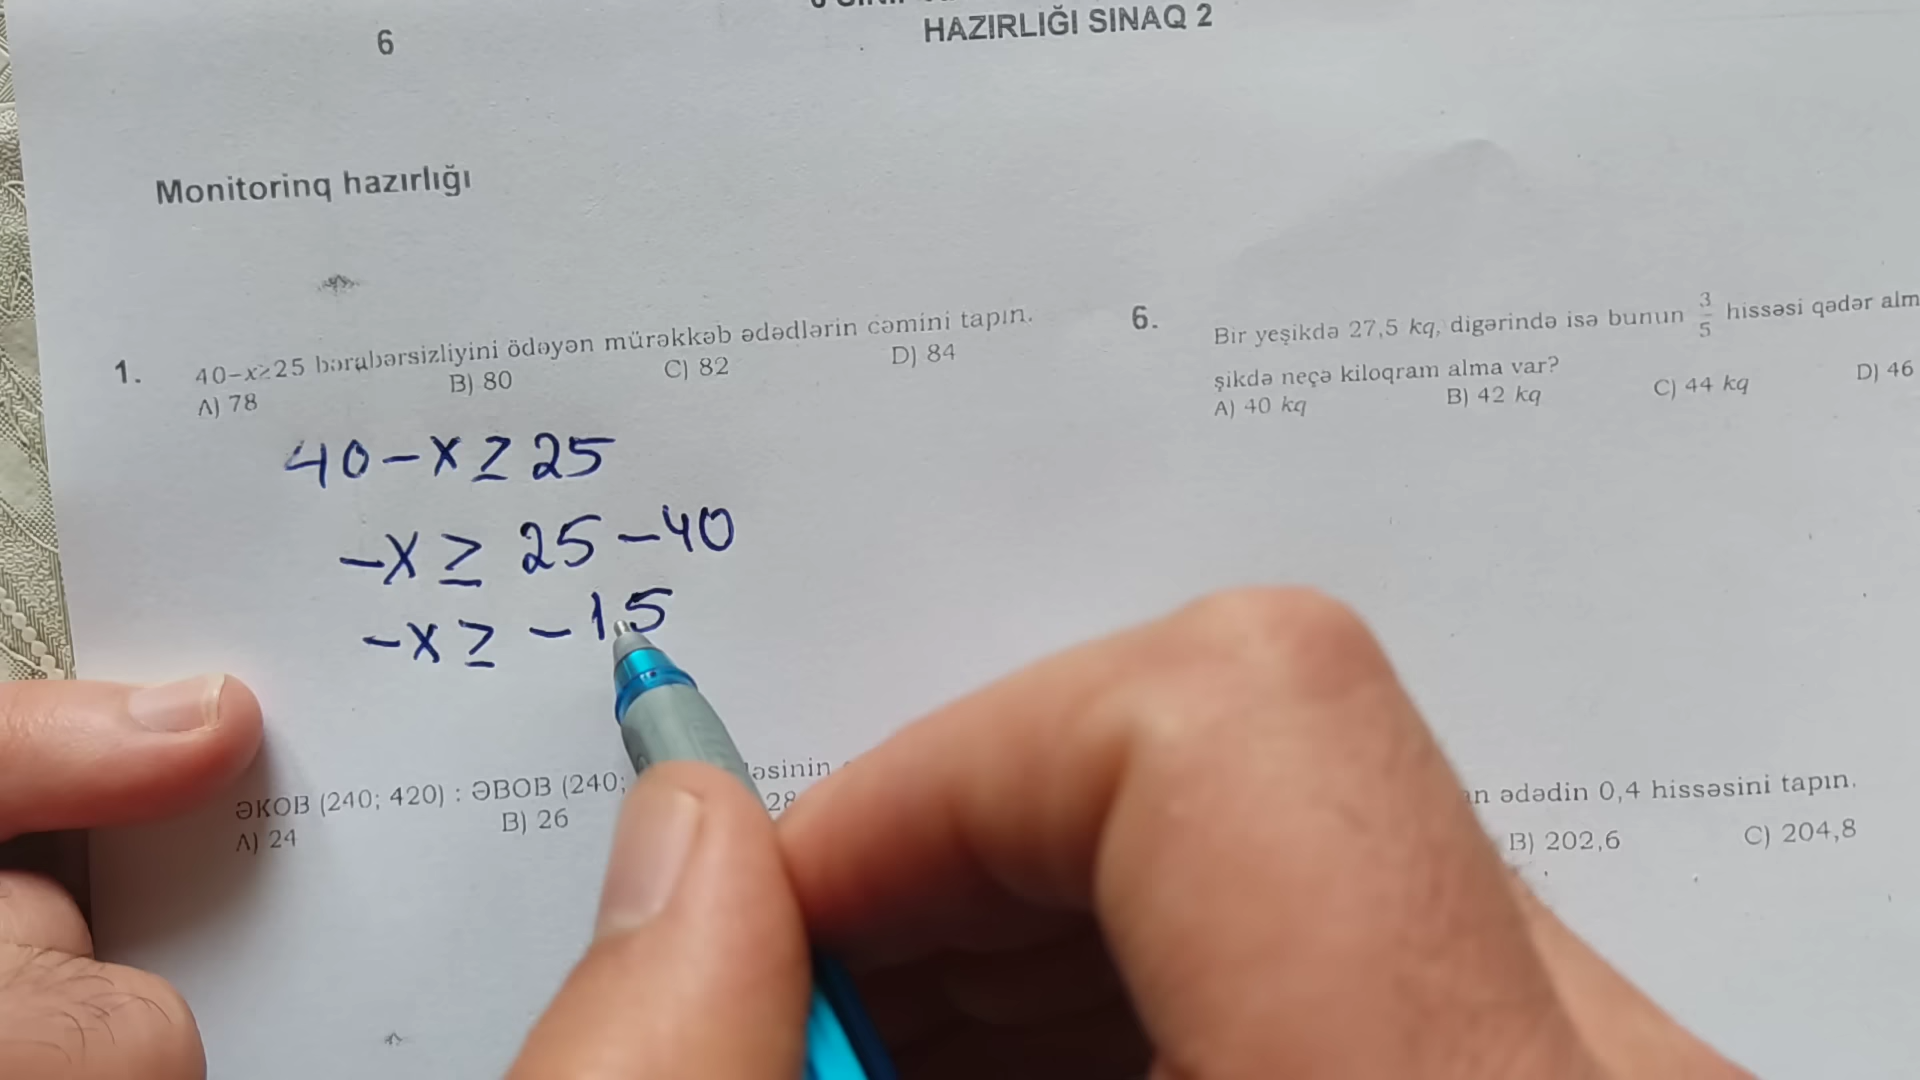 6
HAZIRLIĞI SINAQ 2
Monitorinq hazırlığı
1. 40–x≥25 bərabərsizliyini ödəyən mürəkkəb ədədlərin cəmini tapın.
A) 78 B) 80 C) 82 D) 84
40-x≥25
-x≥ 25-40
-x≥ -15
ƏKOB (240; 420) : ƏBOB (240;
A) 24 B) 26 28
6. Bir yeşikdə 27,5 kq, digərində isə bunun 3/5 hissəsi qədər alm
şikdə neçə kiloqram alma var?
A) 40 kq B) 42 kq C) 44 kq D) 46
ədədin 0,4 hissəsini tapın.
B) 202,6 C) 204,8